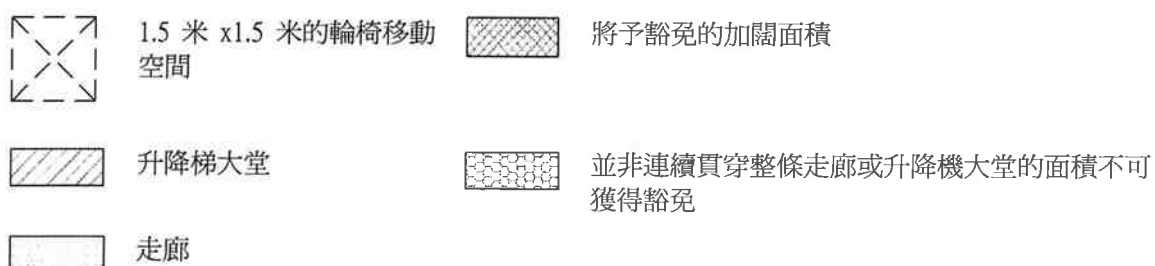 1.5 米 x1.5 米的輪椅移動
空間
將予豁免的加闊面積
升降梯大堂
並非連續貫穿整條走廊或升降機大堂的面積不可
獲得豁免
走廊